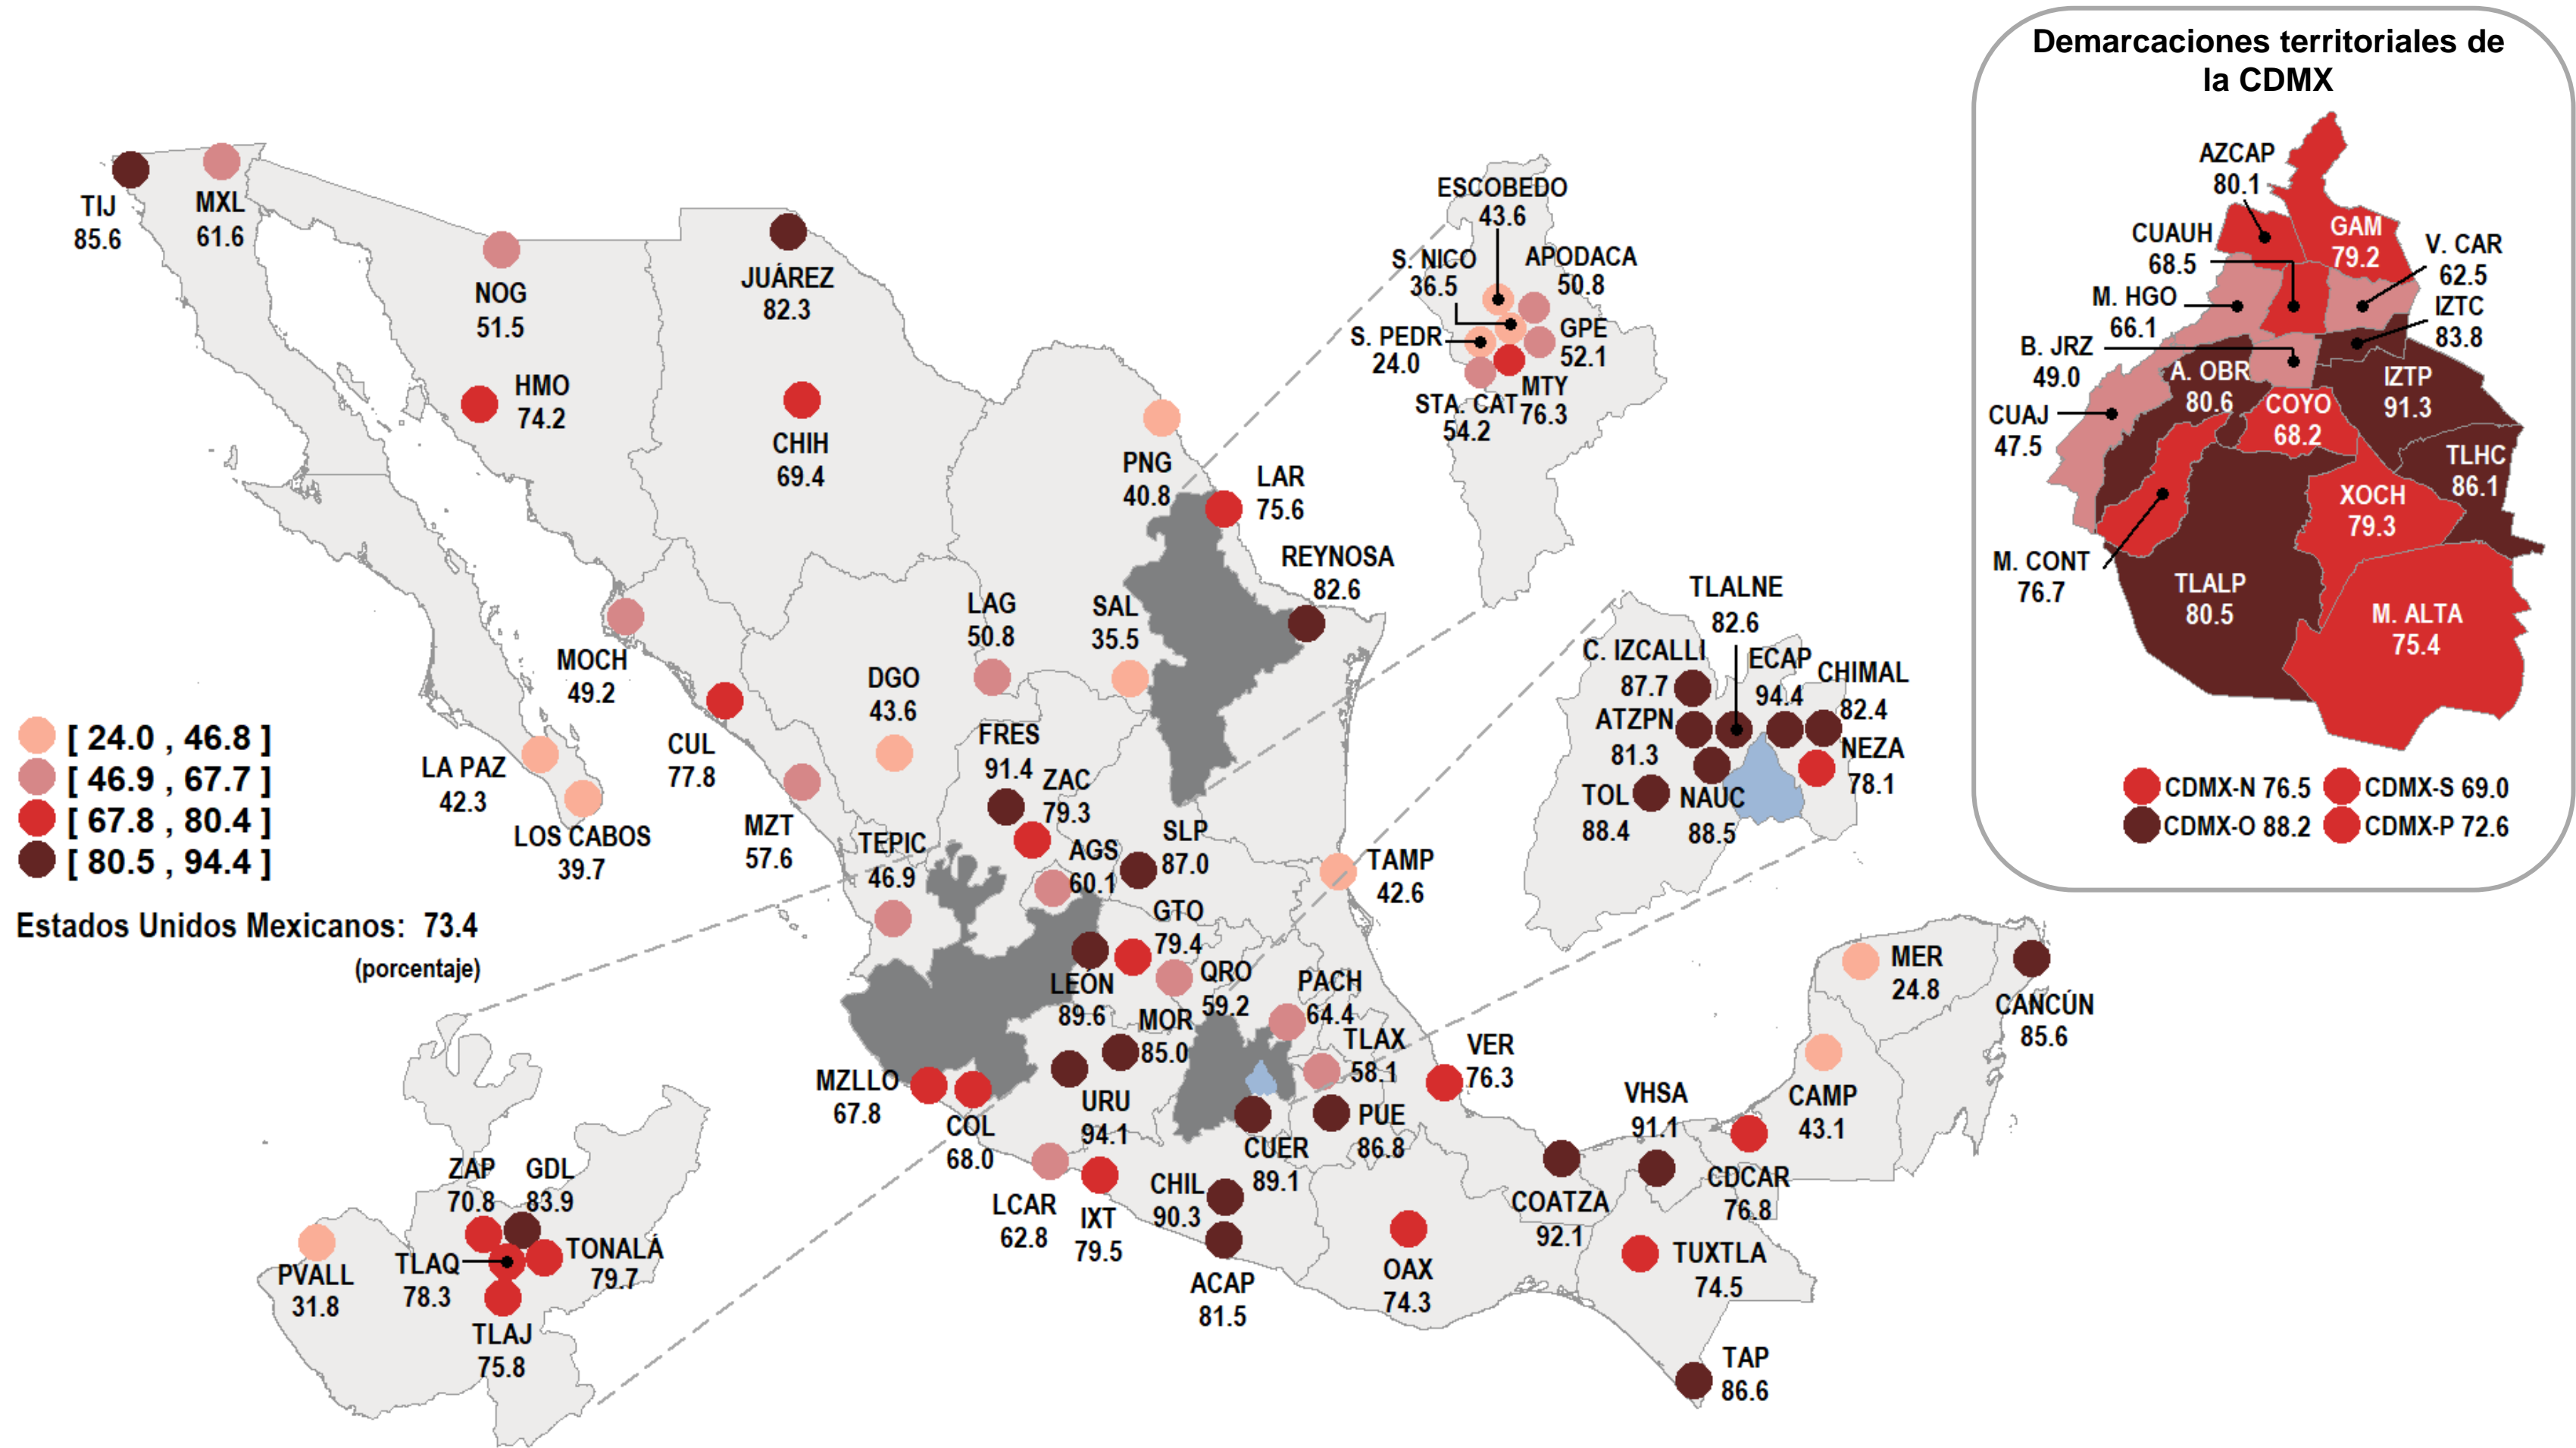 Demarcaciones territoriales de
la CDMX
AZCAP
80.1
GAM
79.2
CUAUH
68.5
V. CAR
62.5
M. HGO
66.1
IZTC
83.8
B. JRZ
49.0
A. OBR
80.6
IZTP
91.3
COYO
68.2
CUAJ
47.5
TLHC
86.1
XOCH
79.3
M. CONT
76.7
TLALP
80.5
M. ALTA
75.4
CDMX-N 76.5
CDMX-S 69.0
CDMX-O 88.2
CDMX-P 72.6
TIJ
85.6
MXL
61.6
NOG
51.5
HMO
74.2
JUÁREZ
82.3
CHIH
69.4
ESCOBEDO
43.6
S. NICO
36.5
APODACA
50.8
S. PEDR
24.0
GPE
52.1
STA. CAT
54.2
MTY
76.3
PNG
40.8
LAR
75.6
REYNOSA
82.6
LAG
50.8
SAL
35.5
MOCH
49.2
DGO
43.6
CUL
77.8
LA PAZ
42.3
LOS CABOS
39.7
MZT
57.6
FRES
91.4
ZAC
79.3
TEPIC
46.9
AGS
60.1
SLP
87.0
TAMP
42.6
TLALNE
82.6
C. IZCALLI
87.7
ECAP
94.4
CHIMAL
82.4
ATZPN
81.3
NEZA
78.1
TOL
88.4
NAUC
88.5
[ 24.0 , 46.8 ]
[ 46.9 , 67.7 ]
[ 67.8 , 80.4 ]
[ 80.5 , 94.4 ]
Estados Unidos Mexicanos: 73.4
(porcentaje)
GTO
79.4
LEÓN
89.6
QRO
59.2
PACH
64.4
MOR
85.0
TLAX
58.1
VER
76.3
MZLLO
67.8
COL
68.0
URU
94.1
CUER
89.1
PUE
86.8
LCAR
62.8
IXT
79.5
CHIL
90.3
ACAP
81.5
OAX
74.3
COATZA
92.1
VHSA
91.1
CDCAR
76.8
CAMP
43.1
MER
24.8
CANCÚN
85.6
TUXTLA
74.5
TAP
86.6
ZAP
70.8
GDL
83.9
PVALL
31.8
TLAQ
78.3
TONALÁ
79.7
TLAJ
75.8